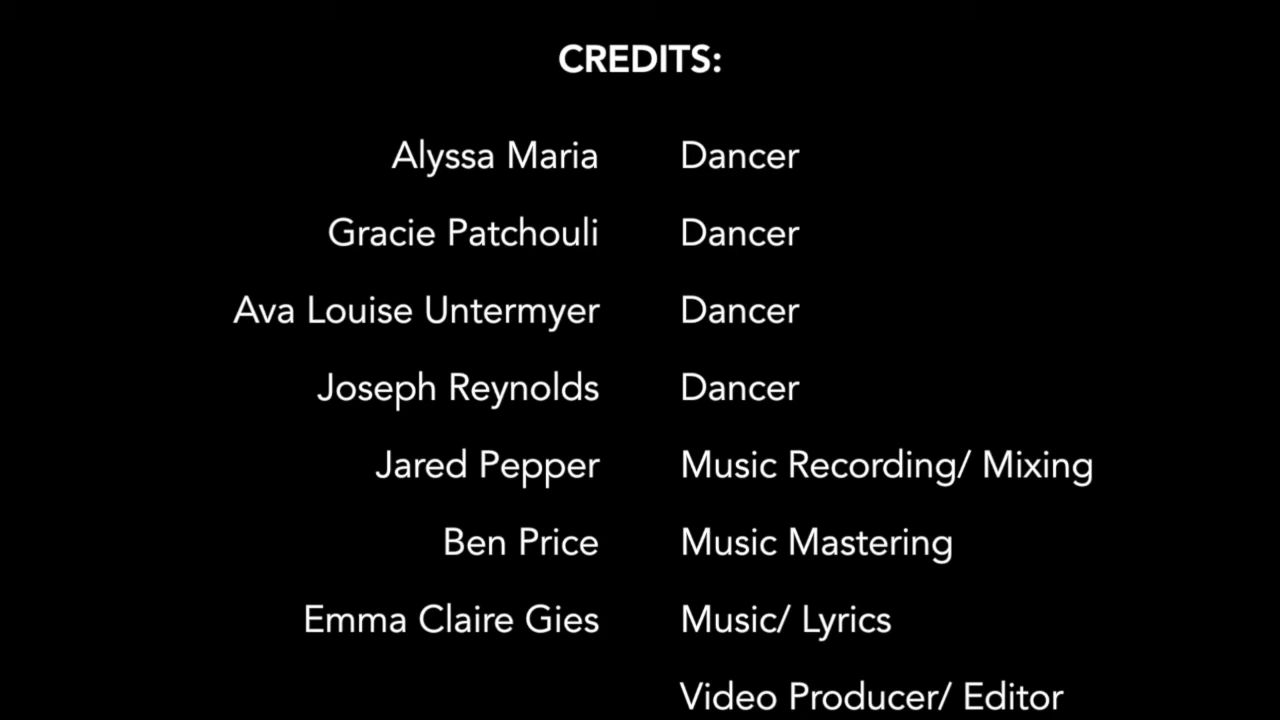 CREDITS:
Alyssa Maria Dancer
Gracie Patchouli Dancer
Ava Louise Untermyer Dancer
Joseph Reynolds Dancer
Jared Pepper Music Recording/ Mixing
Ben Price Music Mastering
Emma Claire Gies Music/ Lyrics
Video Producer/ Editor